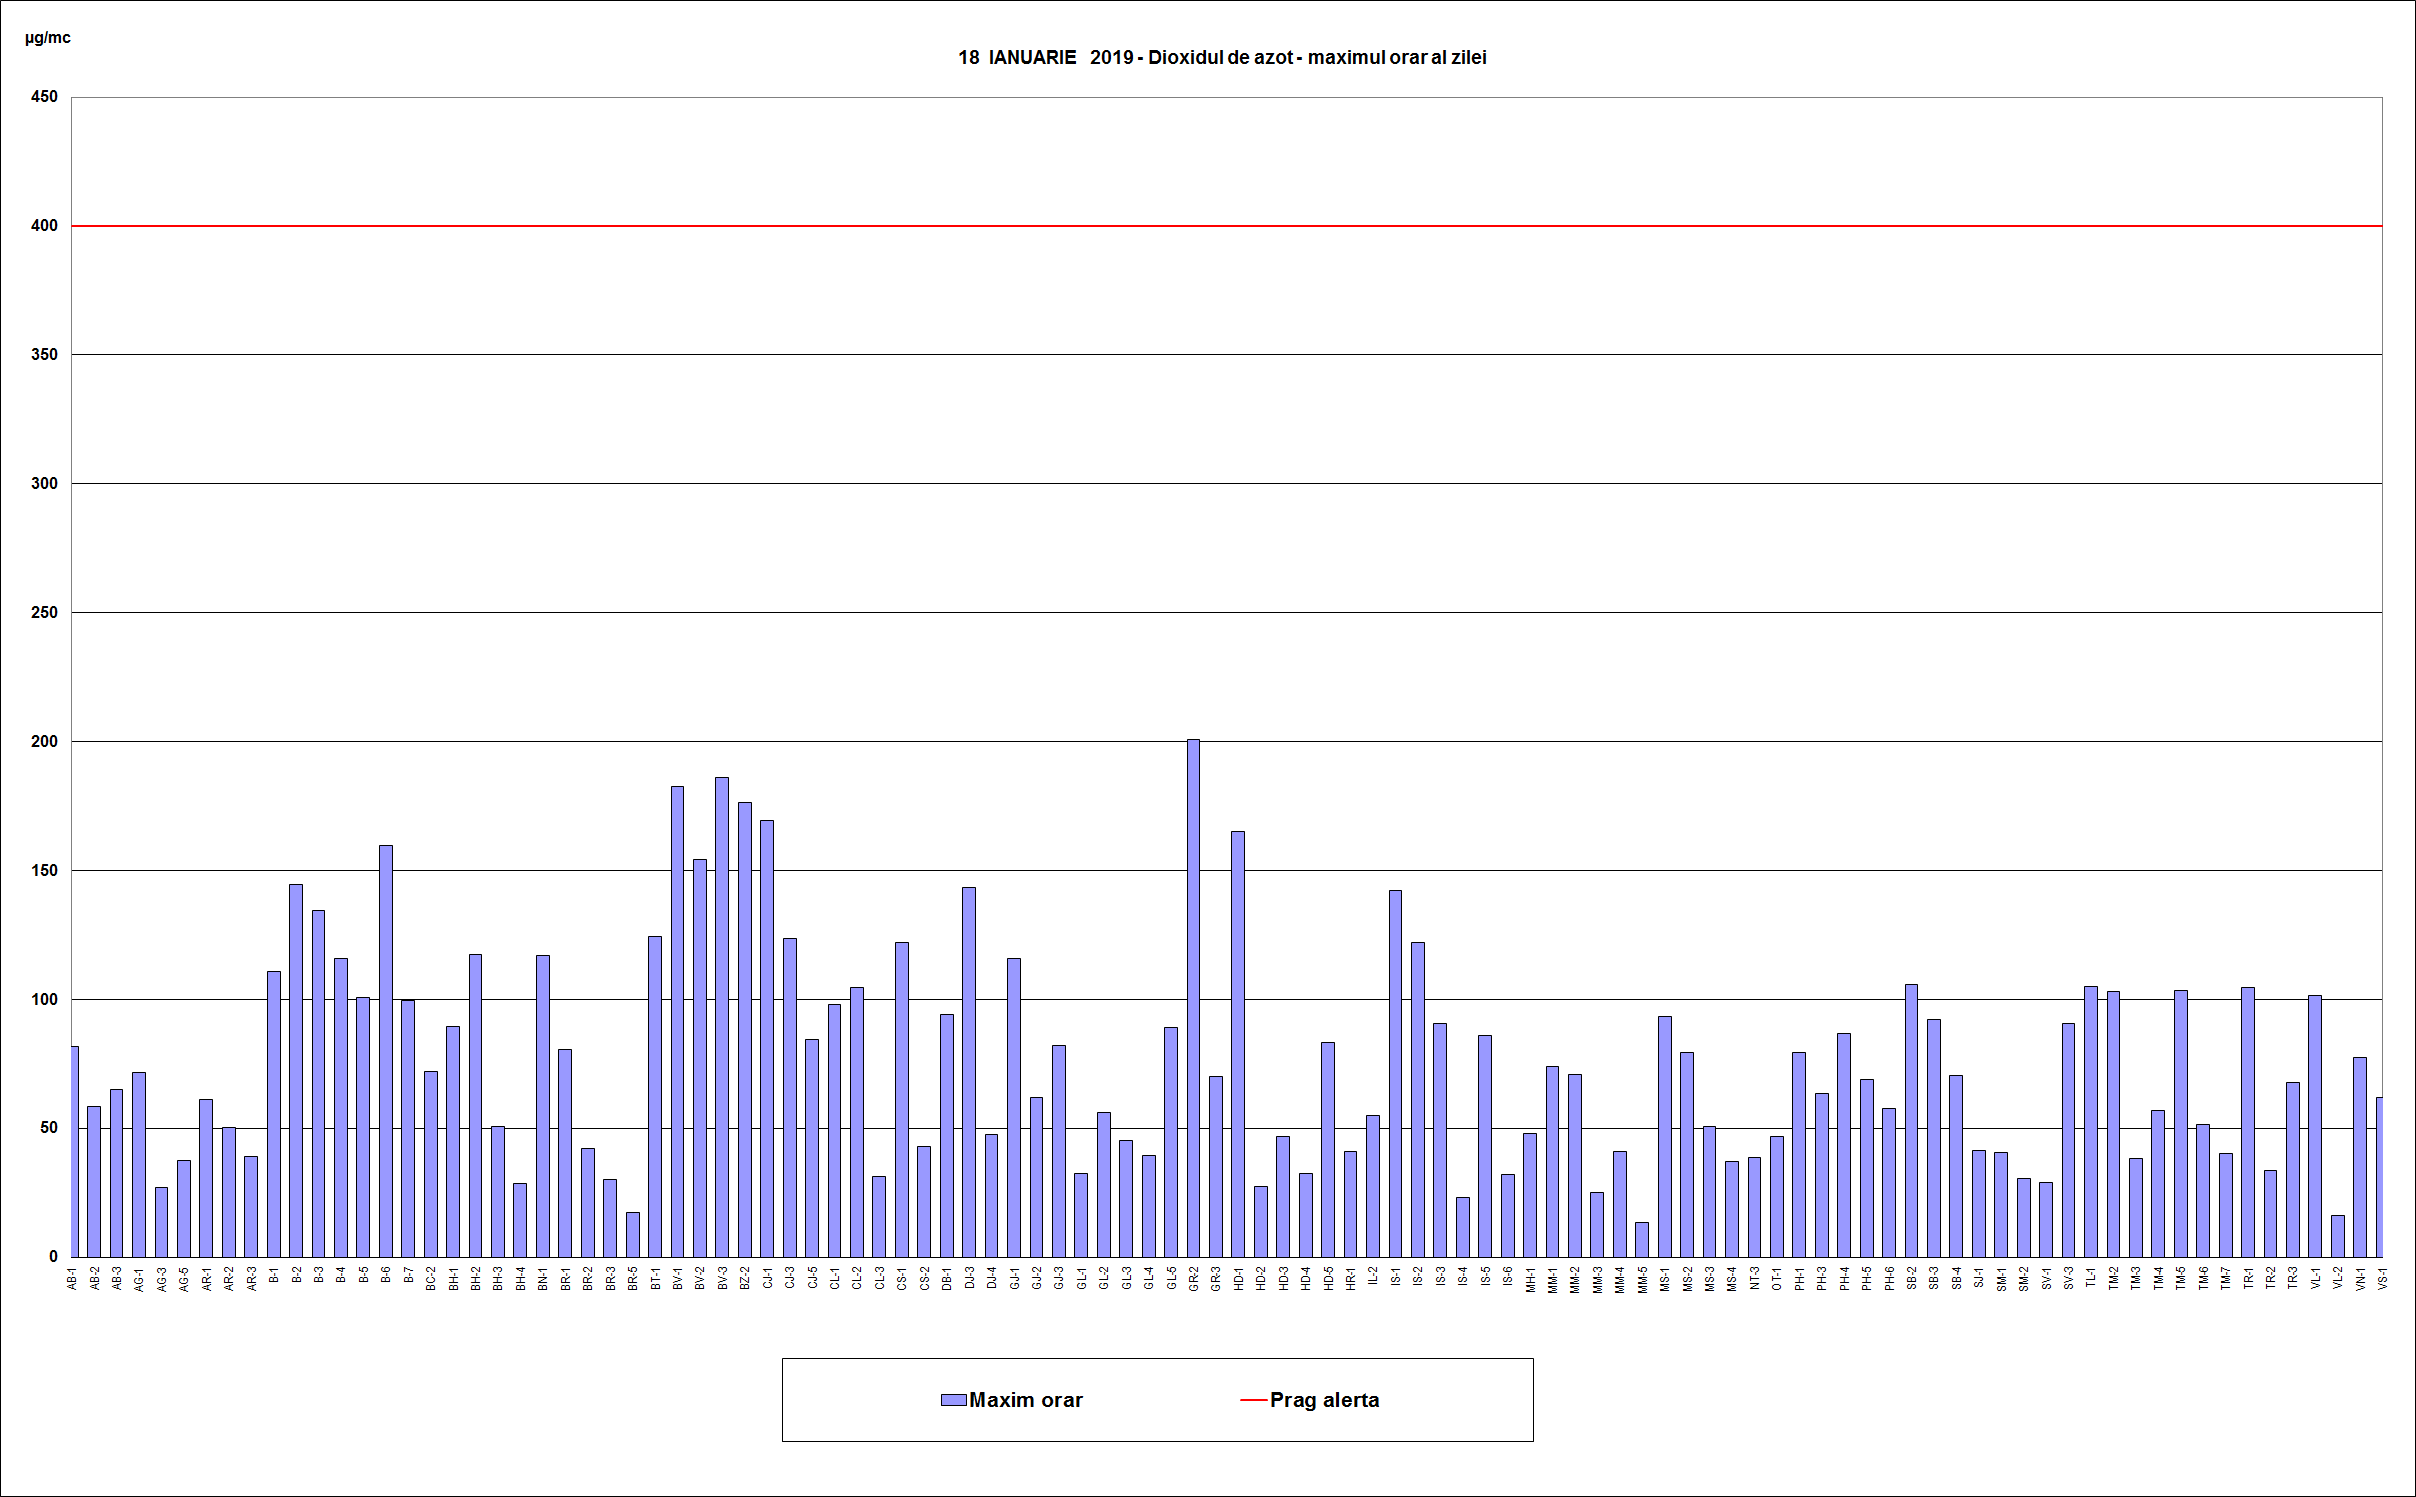 µg/mc
18 IANUARIE 2019 - Dioxidul de azot - maximul orar al zilei
450
400
350
300
250
200
150
100
50
0
AB-1 AB-2 AB-3 AG-1 AG-3 AG-5 AR-1 AR-2 AR-3 B-1 B-2 B-3 B-4 B-5 B-6 B-7 BC-2 BH-1 BH-2 BH-3 BH-4 BN-1 BR-1 BR-2 BR-3 BR-5 BT-1 BV-1 BV-2 BV-3 BZ-2 CJ-1 CJ-3 CJ-5 CL-1 CL-2 CL-3 CS-1 CS-2 DB-1 DJ-3 DJ-4 GJ-1 GJ-2 GJ-3 GL-1 GL-2 GL-3 GL-4 GL-5 GR-2 GR-3 HD-1 HD-2 HD-3 HD-4 HD-5 HR-1 IL-2 IS-1 IS-2 IS-3 IS-4 IS-5 IS-6 MH-1 MM-1 MM-2 MM-3 MM-4 MM-5 MS-1 MS-2 MS-3 MS-4 NT-3 OT-1 PH-1 PH-3 PH-4 PH-5 PH-6 SB-2 SB-3 SB-4 SJ-1 SM-1 SM-2 SV-1 SV-3 TL-1 TM-2 TM-3 TM-4 TM-5 TM-6 TM-7 TR-1 TR-2 TR-3 VL-1 VL-2 VN-1 VS-1
Maxim orar Prag alerta